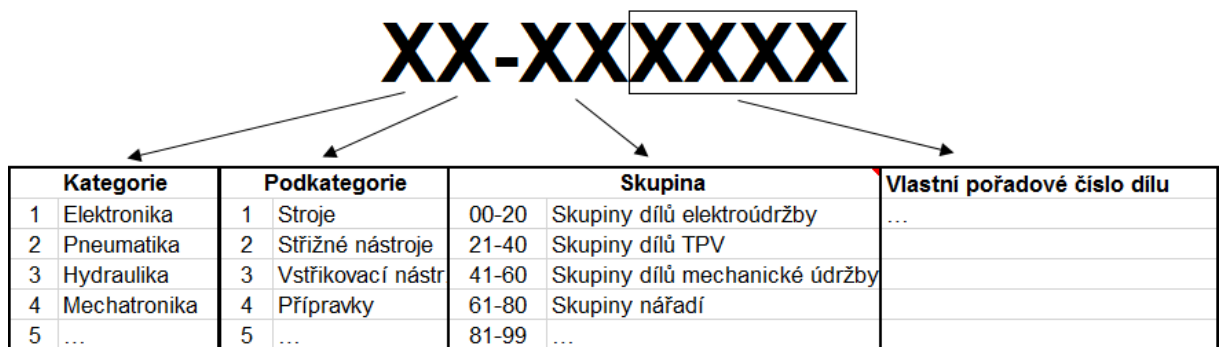 XX-XXXXXX
Kategorie Podkategorie Skupina Vlastní pořadové číslo dílu
1 Elektronika 1 Stroje 00-20 Skupiny dílů elektroúdržby ...
2 Pneumatika 2 Střižné nástroje 21-40 Skupiny dílů TPV
3 Hydraulika 3 Vstřikovací nástr 41-60 Skupiny dílů mechanické údržby
4 Mechatronika 4 Přípravky 61-80 Skupiny nářadí
5 ... 5 ... 81-99 ...